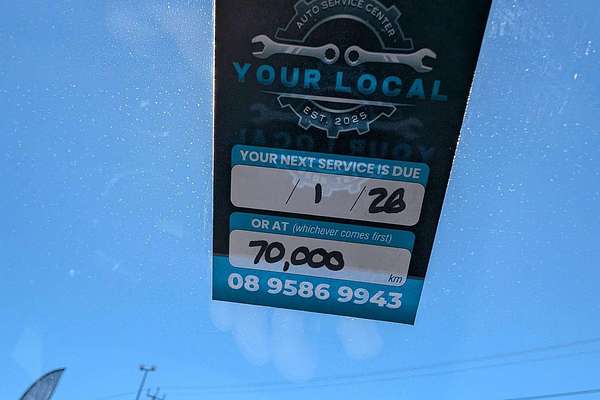 AUTO SERVICE CENTER
YOUR LOCAL
EST. 2025
YOUR NEXT SERVICE IS DUE
/ 1 / 26
OR AT (whichever comes first)
70,000 km
08 9586 9943